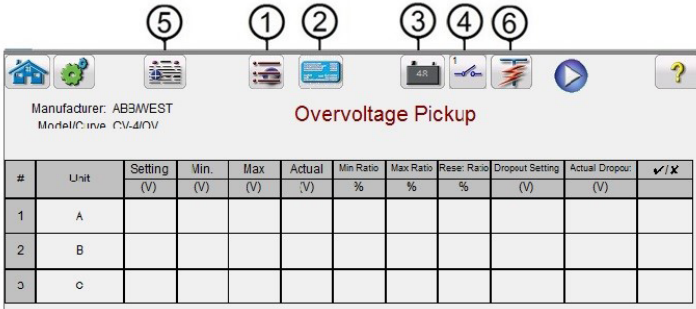 5 1 2 3 4 6
48 1 ?
Manufacturer: ABB/WEST
Overvoltage Pickup
Model/Curve CV-4/OV
# Unit Setting Min. Max Actual Min Ratio Max Ratio Reset Ratio Dropout Setting Actual Dropout ✔/✘
(V) (V) (V) (V) % % % (V) (V)
1 A
2 B
3 C